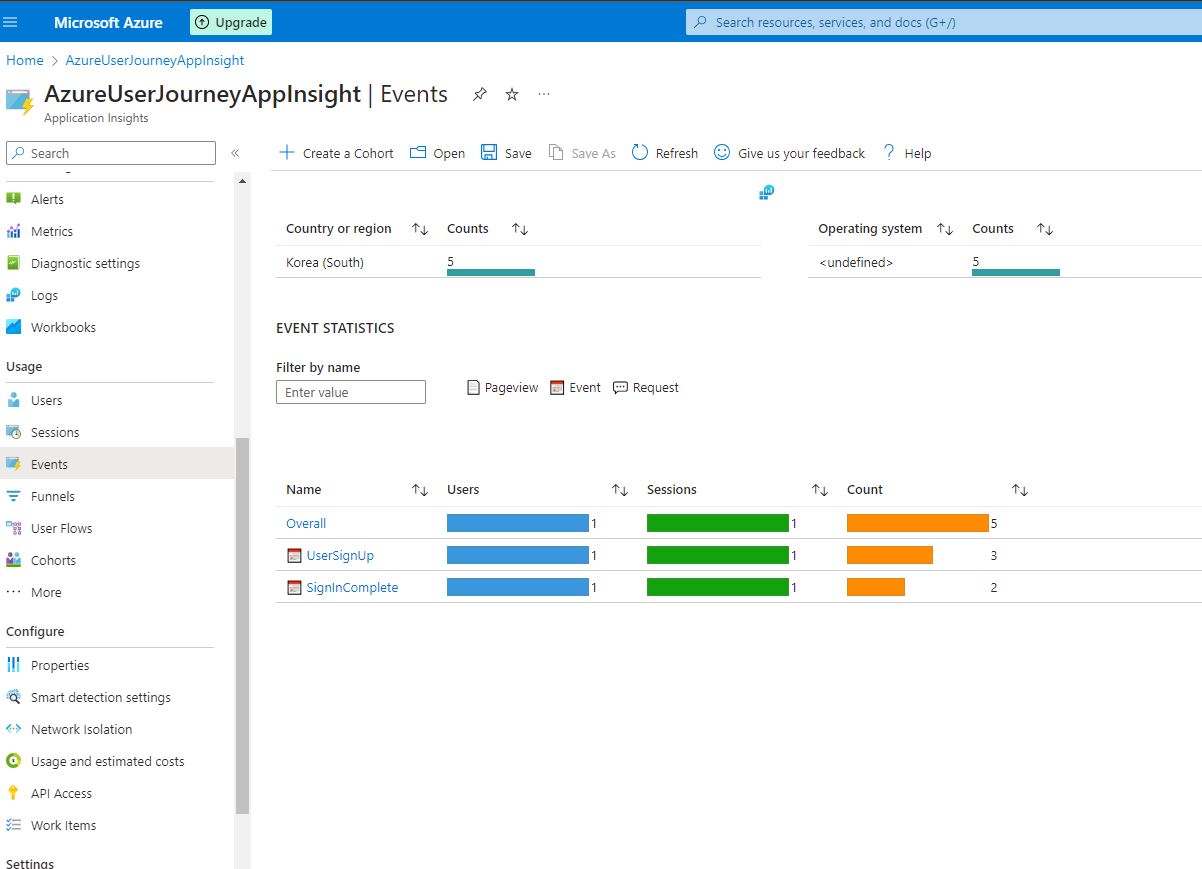 Microsoft Azure
Upgrade
Search resources, services, and docs (G+/)
Home > AzureUserJourneyAppInsight
AzureUserJourneyAppInsight | Events
Application Insights
Search
«
Create a Cohort
Open
Save
Save As
Refresh
Give us your feedback
? Help
Alerts
Metrics
Diagnostic settings
Logs
Workbooks
Usage
Users
Sessions
Events
Funnels
User Flows
Cohorts
More
Configure
Properties
Smart detection settings
Network Isolation
Usage and estimated costs
API Access
Work Items
Settings
Country or region Counts
Korea (South) 5
Operating system Counts
<undefined> 5
EVENT STATISTICS
Filter by name
Enter value
Pageview Event Request
Name Users Sessions Count
Overall 1 1 5
UserSignUp 1 1 3
SignInComplete 1 1 2